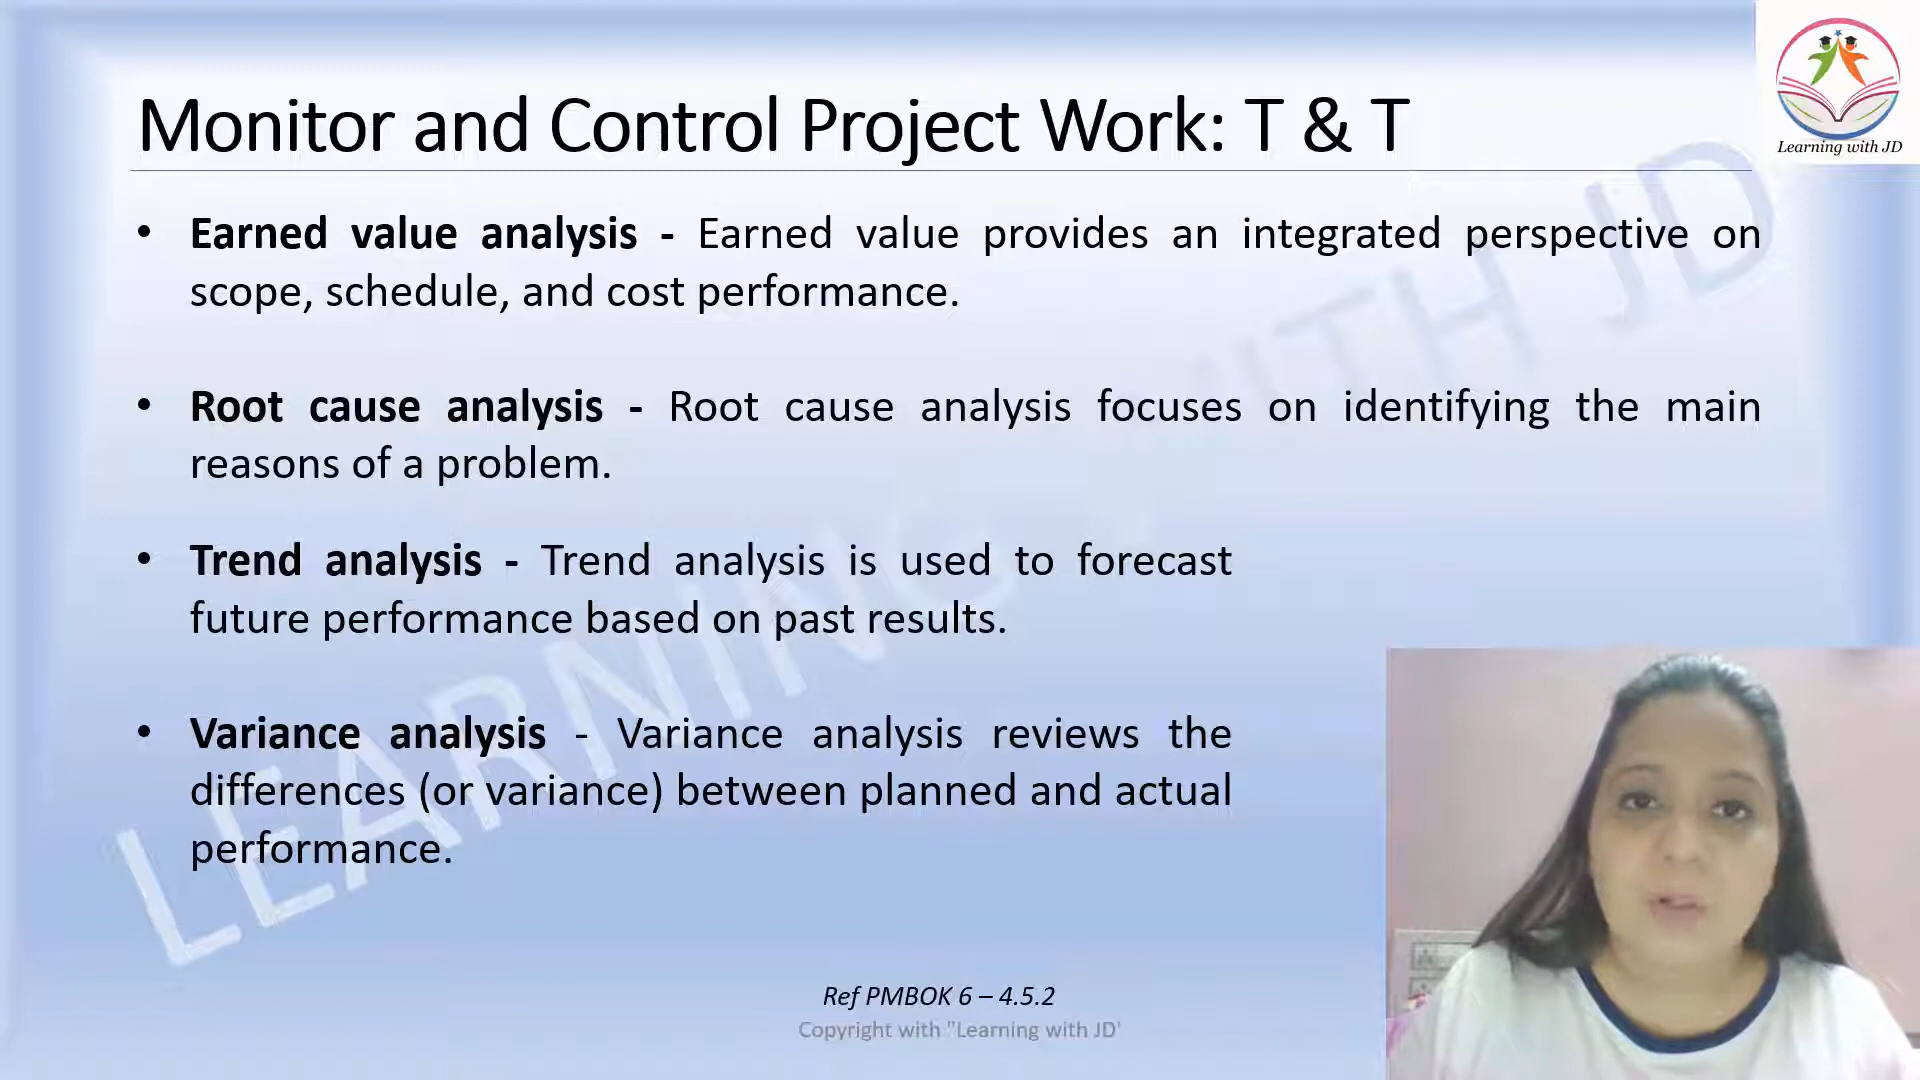 Learning with JD
Monitor and Control Project Work: T & T
• Earned value analysis - Earned value provides an integrated perspective on
scope, schedule, and cost performance.
• Root cause analysis - Root cause analysis focuses on identifying the main
reasons of a problem.
• Trend analysis - Trend analysis is used to forecast
future performance based on past results.
• Variance analysis - Variance analysis reviews the
differences (or variance) between planned and actual
performance.
LEARNING WITH JD
Ref PMBOK 6 – 4.5.2
Copyright with "Learning with JD'